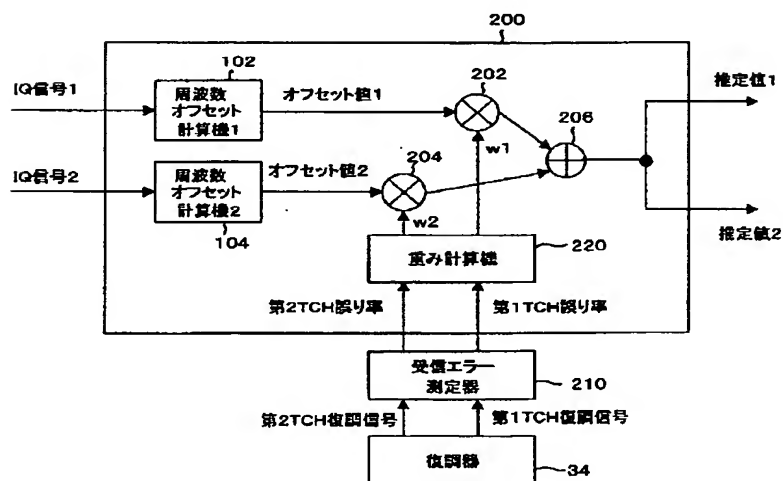 200
IQ信号1
102
周波数
オフセット
計算機1
オフセット値1
202
推定値1
206
w1
IQ信号2
周波数
オフセット
計算機2
104
オフセット値2
204
w2
推定値2
重み計算機
220
第2TCH誤り率
第1TCH誤り率
受信エラー
測定器
210
第2TCH復調信号
第1TCH復調信号
復調器
34